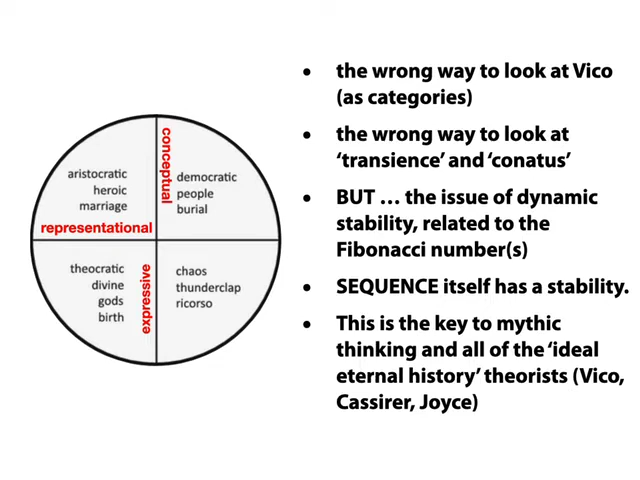 aristocratic
heroic
marriage
representational
conceptual
democratic
people
burial
theocratic
divine
gods
birth
expressive
chaos
thunderclap
ricorso
• the wrong way to look at Vico
(as categories)
• the wrong way to look at
‘transience’ and ‘conatus’
• BUT … the issue of dynamic
stability, related to the
Fibonacci number(s)
• SEQUENCE itself has a stability.
• This is the key to mythic
thinking and all of the ‘ideal
eternal history’ theorists (Vico,
Cassirer, Joyce)